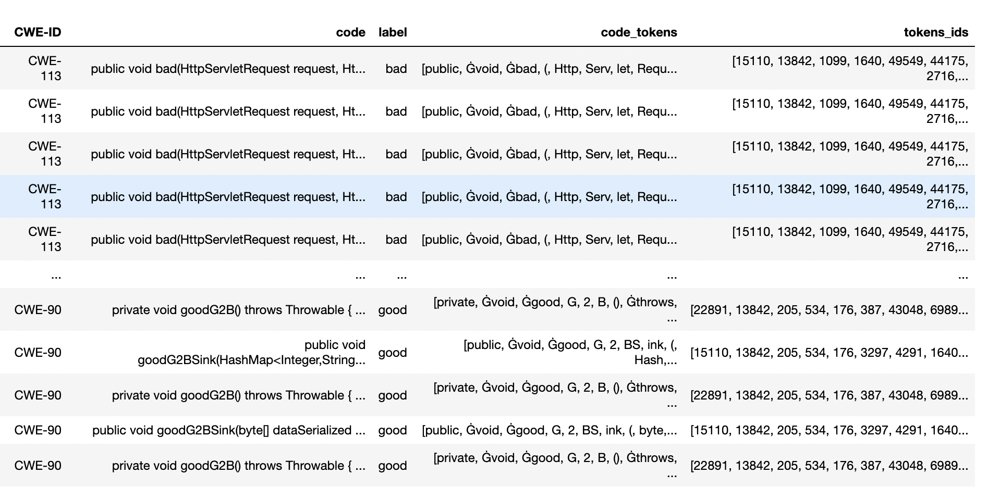 CWE-ID code label code_tokens tokens_ids
CWE-
113 public void bad(HttpServletRequest request, Ht... bad [public, Ġvoid, Ġbad, (, Http, Serv, let, Requ... [15110, 13842, 1099, 1640, 49549, 44175,
2716,...
CWE-
113 public void bad(HttpServletRequest request, Ht... bad [public, Ġvoid, Ġbad, (, Http, Serv, let, Requ... [15110, 13842, 1099, 1640, 49549, 44175,
2716,...
CWE-
113 public void bad(HttpServletRequest request, Ht... bad [public, Ġvoid, Ġbad, (, Http, Serv, let, Requ... [15110, 13842, 1099, 1640, 49549, 44175,
2716,...
CWE-
113 public void bad(HttpServletRequest request, Ht... bad [public, Ġvoid, Ġbad, (, Http, Serv, let, Requ... [15110, 13842, 1099, 1640, 49549, 44175,
2716,...
CWE-
113 public void bad(HttpServletRequest request, Ht... bad [public, Ġvoid, Ġbad, (, Http, Serv, let, Requ... [15110, 13842, 1099, 1640, 49549, 44175,
2716,...
... ... ... ... ...
CWE-90 private void goodG2B() throws Throwable { ... good [private, Ġvoid, Ġgood, G, 2, B, (), Ġthrows,
... [22891, 13842, 205, 534, 176, 387, 43048, 6989...
CWE-90 public void
goodG2BSink(HashMap<Integer,String... good [public, Ġvoid, Ġgood, G, 2, BS, ink, (,
Hash,... [15110, 13842, 205, 534, 176, 3297, 4291, 1640...
CWE-90 private void goodG2B() throws Throwable { ... good [private, Ġvoid, Ġgood, G, 2, B, (), Ġthrows,
... [22891, 13842, 205, 534, 176, 387, 43048, 6989...
CWE-90 public void goodG2BSink(byte[] dataSerialized ... good [public, Ġvoid, Ġgood, G, 2, BS, ink, (, byte,... [15110, 13842, 205, 534, 176, 3297, 4291, 1640...
CWE-90 private void goodG2B() throws Throwable { ... good [private, Ġvoid, Ġgood, G, 2, B, (), Ġthrows,
... [22891, 13842, 205, 534, 176, 387, 43048, 6989...